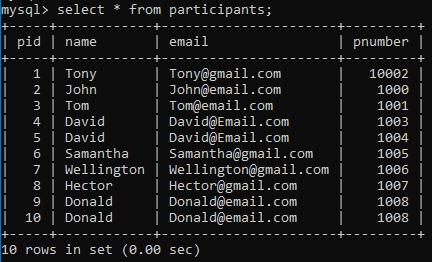 mysql> select * from participants;
+-----+------------+----------------------+---------+
| pid | name       | email                | pnumber |
+-----+------------+----------------------+---------+
|   1 | Tony       | Tony@gmail.com       |   10002 |
|   2 | John       | John@email.com       |    1000 |
|   3 | Tom        | Tom@email.com        |    1001 |
|   4 | David      | David@Email.com      |    1003 |
|   5 | David      | David@Email.com      |    1004 |
|   6 | Samantha   | Samantha@gmail.com   |    1005 |
|   7 | Wellington | Wellington@gmail.com |    1006 |
|   8 | Hector     | Hector@gmail.com     |    1007 |
|   9 | Donald     | Donald@email.com     |    1008 |
|  10 | Donald     | Donald@email.com     |    1008 |
+-----+------------+----------------------+---------+
10 rows in set (0.00 sec)